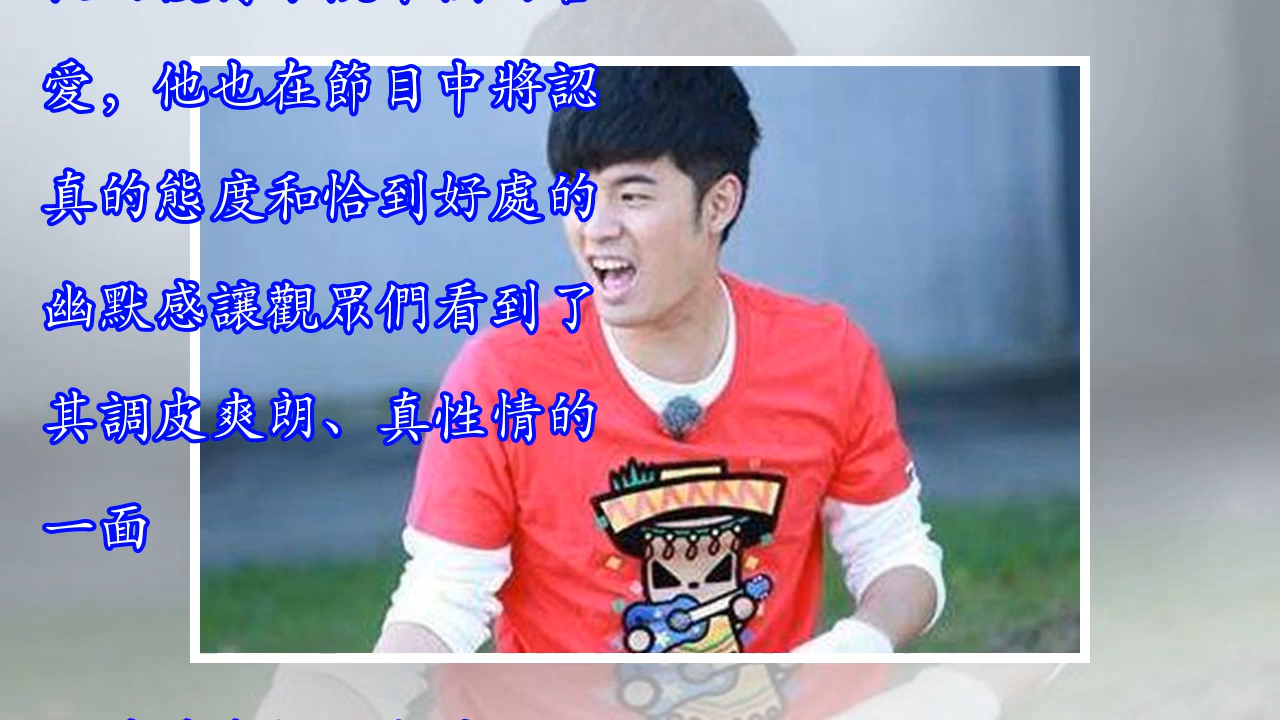 愛，他也在節目中將認
真的態度和恰到好處的
幽默感讓觀眾們看到了
其調皮爽朗、真性情的
一面